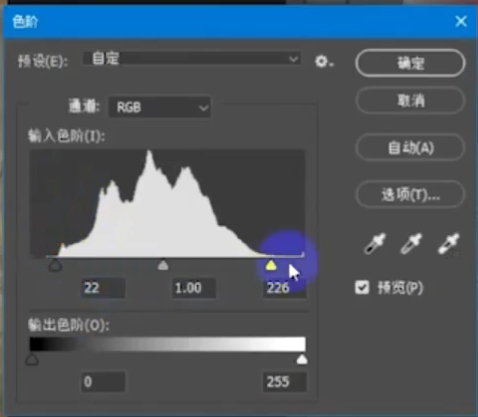 色阶
预设(E): 自定
确定
取消
通道: RGB
自动(A)
输入色阶(I):
选项(T)...
22 1.00 226
预览(P)
输出色阶(O):
0 255